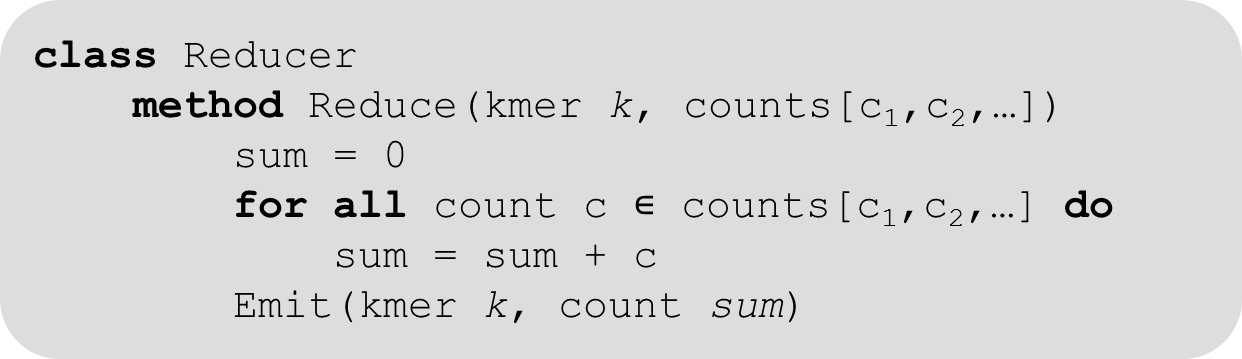 class Reducer
method Reduce(kmer k, counts[c₁,c₂,…])
sum = 0
for all count c ∈ counts[c₁,c₂,…] do
sum = sum + c
Emit(kmer k, count sum)